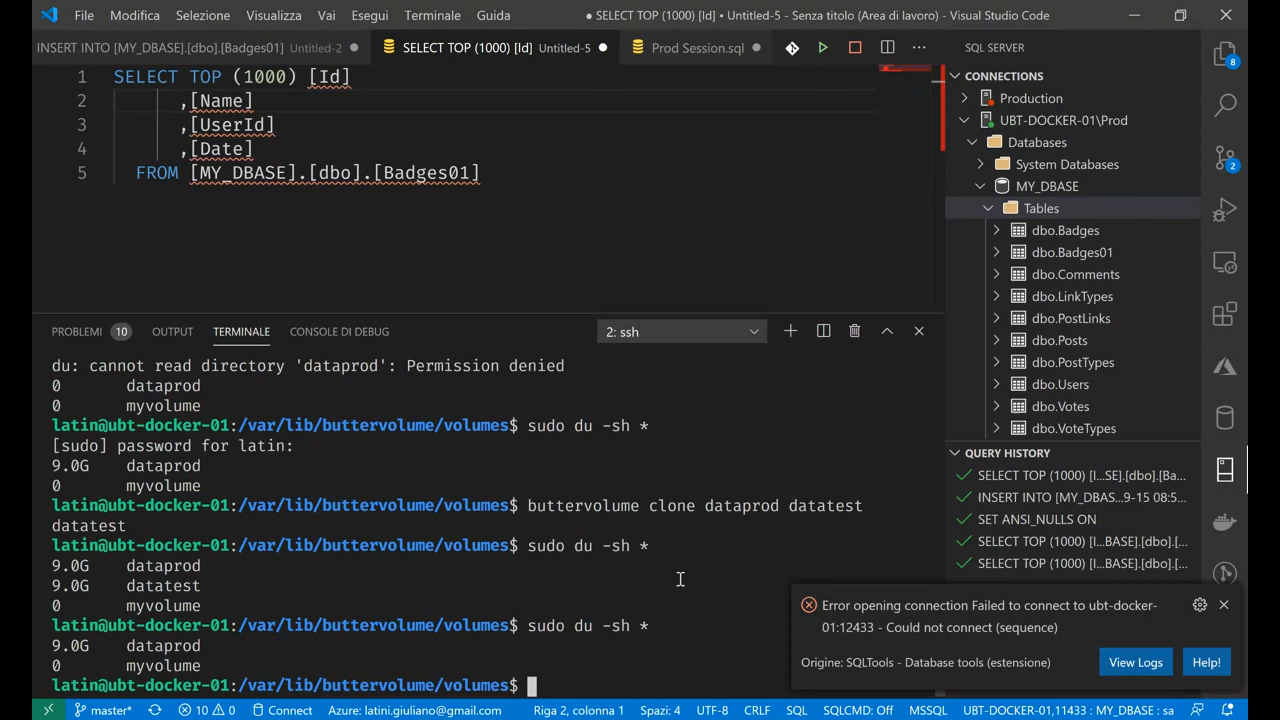 File Modifica Selezione Visualizza Vai Esegui Terminale Guida ● SELECT TOP (1000) [Id] • Untitled-5 - Senza titolo (Area di lavoro) - Visual Studio Code
INSERT INTO [MY_DBASE].[dbo].[Badges01] Untitled-2 ● SELECT TOP (1000) [Id] Untitled-5 ● Prod Session.sql ●
1 SELECT TOP (1000) [Id]
2 ,[Name]
3 ,[UserId]
4 ,[Date]
5 FROM [MY_DBASE].[dbo].[Badges01]
PROBLEMI 10 OUTPUT TERMINALE CONSOLE DI DEBUG 2: ssh
du: cannot read directory 'dataprod': Permission denied
0 dataprod
0 myvolume
latin@ubt-docker-01:/var/lib/buttervolume/volumes$ sudo du -sh *
[sudo] password for latin:
9.0G dataprod
0 myvolume
latin@ubt-docker-01:/var/lib/buttervolume/volumes$ buttervolume clone dataprod datatest
datatest
latin@ubt-docker-01:/var/lib/buttervolume/volumes$ sudo du -sh *
9.0G dataprod
9.0G datatest
0 myvolume
latin@ubt-docker-01:/var/lib/buttervolume/volumes$ sudo du -sh *
9.0G dataprod
0 myvolume
latin@ubt-docker-01:/var/lib/buttervolume/volumes$
SQL SERVER
CONNECTIONS
Production
UBT-DOCKER-01\Prod
Databases
System Databases
MY_DBASE
Tables
dbo.Badges
dbo.Badges01
dbo.Comments
dbo.LinkTypes
dbo.PostLinks
dbo.Posts
dbo.PostTypes
dbo.Users
dbo.Votes
dbo.VoteTypes
QUERY HISTORY
SELECT TOP (1000) [I...SE].[dbo].[Ba...
INSERT INTO [MY_DBAS...9-15 08:5...
SET ANSI_NULLS ON
SELECT TOP (1000) [I...BASE].[dbo].[...
SELECT TOP (1000) [I...BASE].[dbo].[...
8
2
Error opening connection Failed to connect to ubt-docker-
01:12433 - Could not connect (sequence)
Origine: SQLTools - Database tools (estensione) View Logs Help!
master* 10 0 Connect Azure: latini.giuliano@gmail.com Riga 2, colonna 1 Spazi: 4 UTF-8 CRLF SQL SQLCMD: Off MSSQL UBT-DOCKER-01,11433 : MY_DBASE : sa